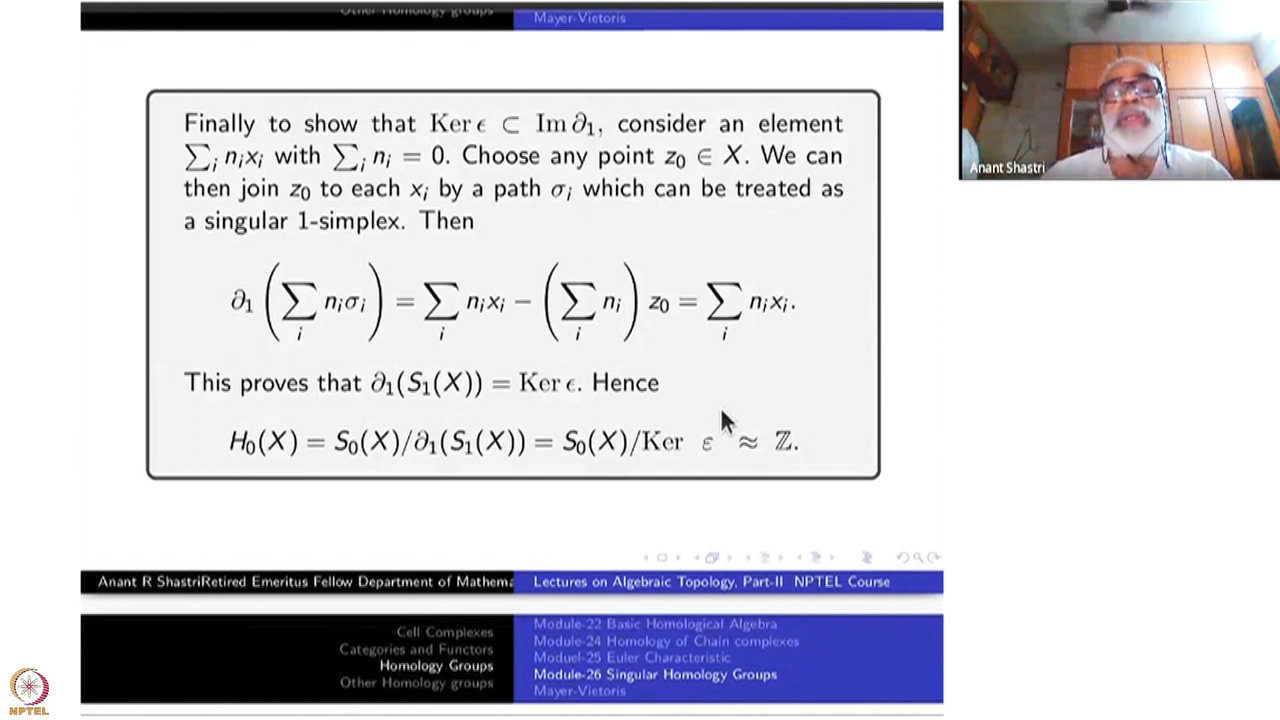 Other Homology groups
Mayer-Victoris
Finally to show that Ker ϵ ⊂ Im ∂₁, consider an element
∑ᵢ nᵢxᵢ with ∑ᵢ nᵢ = 0. Choose any point z₀ ∈ X. We can
then join z₀ to each xᵢ by a path σᵢ which can be treated as
a singular 1-simplex. Then
∂₁ (∑ᵢ nᵢσᵢ) = ∑ᵢ nᵢxᵢ − (∑ᵢ nᵢ) z₀ = ∑ᵢ nᵢxᵢ.
This proves that ∂₁(S₁(X)) = Ker ϵ. Hence
H₀(X) = S₀(X)/∂₁(S₁(X)) = S₀(X)/Ker ε ≈ ℤ.
Anant R ShastriRetired Emeritus Fellow Department of Mathema
Lectures on Algebraic Topology, Part-II NPTEL Course
Cell Complexes
Categories and Functors
Homology Groups
Other Homology groups
Module-22 Basic Homological Algebra
Module-24 Homology of Chain complexes
Moduel-25 Euler Characteristic
Module-26 Singular Homology Groups
Mayer-Victoris
Anant Shastri
NPTEL